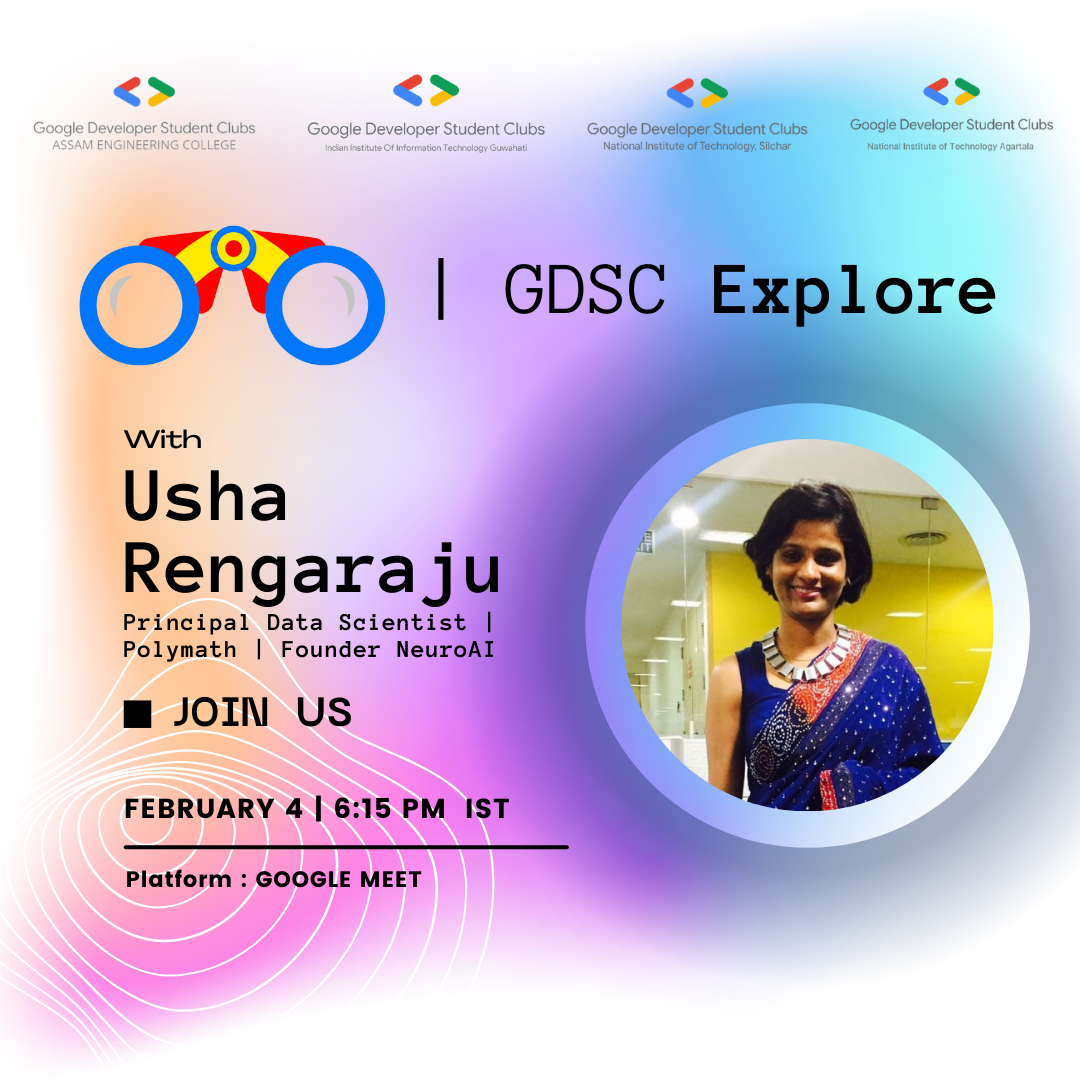 Google Developer Student Clubs
ASSAM ENGINEERING COLLEGE
Google Developer Student Clubs
Indian Institute Of Information Technology Guwahati
Google Developer Student Clubs
National Institute of Technology, Silchar
Google Developer Student Clubs
National Institute of Technology Agartala
| GDSC Explore
With
Usha
Rengaraju
Principal Data Scientist |
Polymath | Founder NeuroAI
JOIN US
FEBRUARY 4 | 6:15 PM IST
Platform : GOOGLE MEET